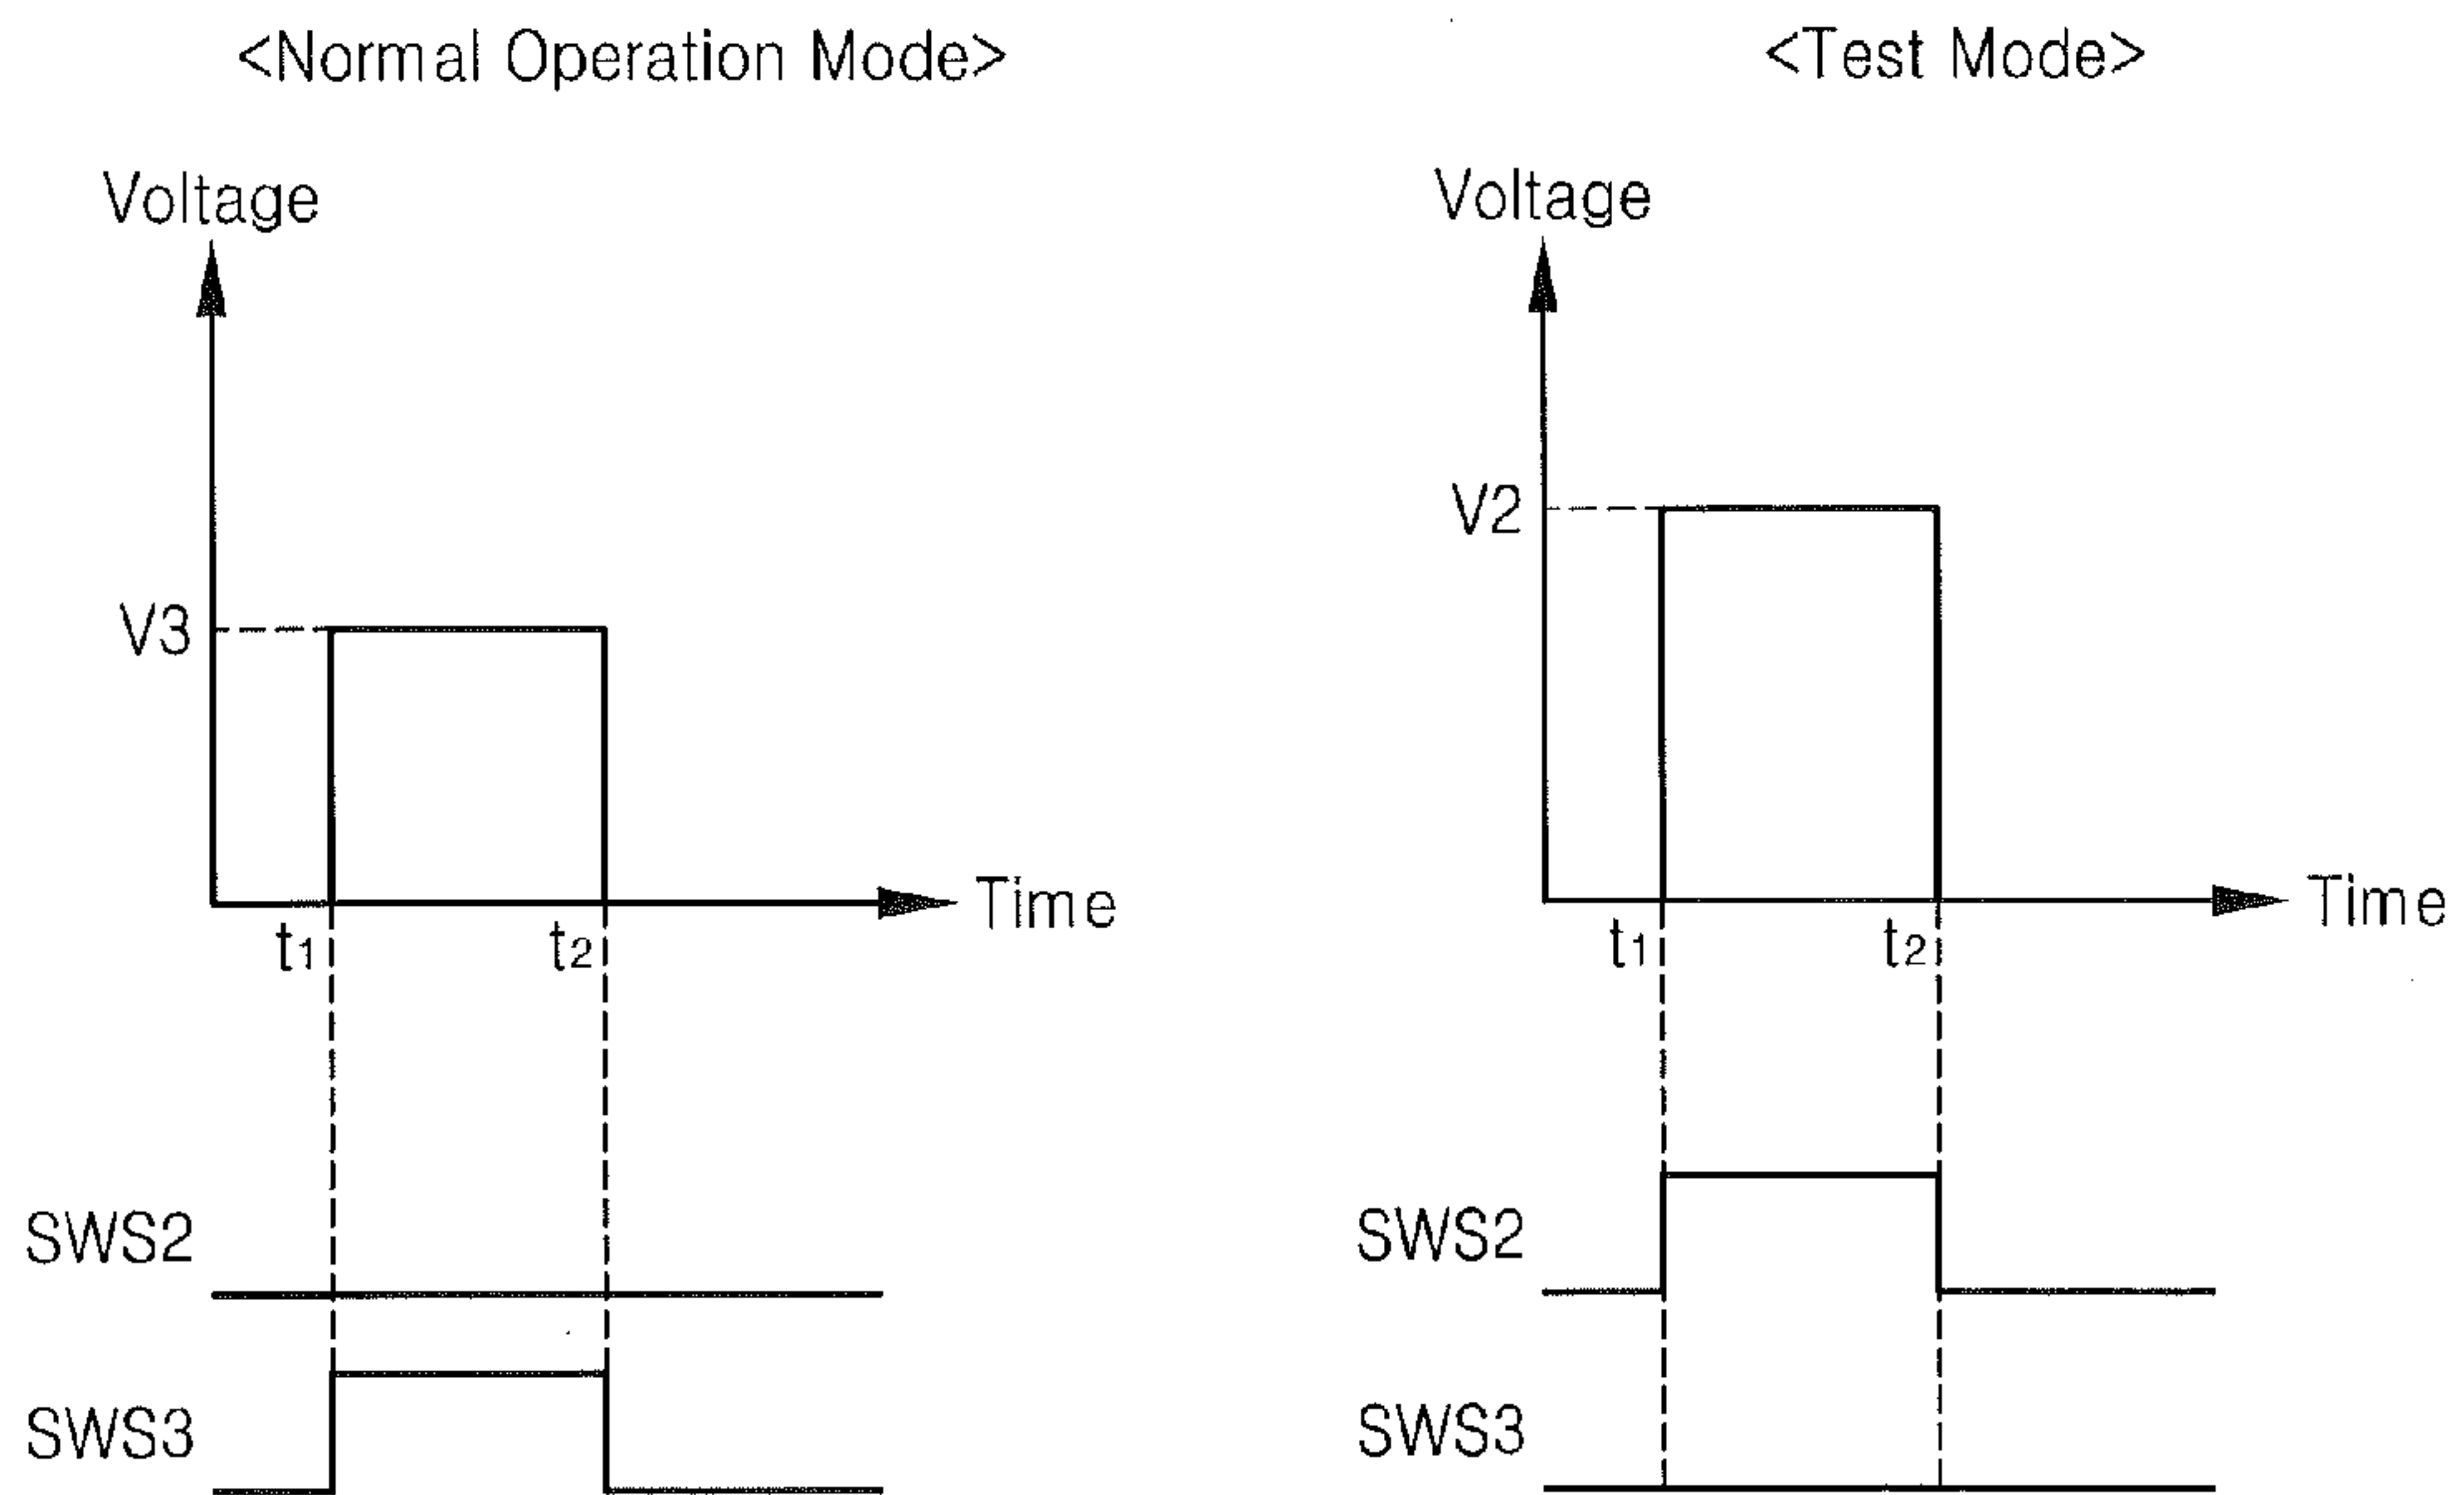 <Normal Operation Mode>
Voltage
V3
Time
t1
t2
SWS2
SWS3
<Test Mode>
Voltage
V2
Time
t1
t2
SWS2
SWS3